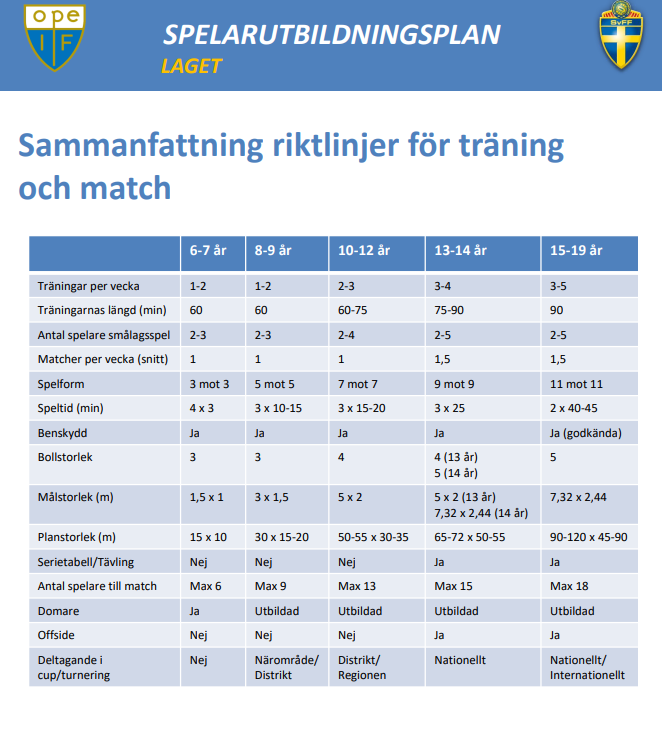 ope
IF
SPELARUTBILDNINGSPLAN
LAGET
SvFF
Sammanfattning riktlinjer för träning
och match
6-7 år 8-9 år 10-12 år 13-14 år 15-19 år
Träningar per vecka 1-2 1-2 2-3 3-4 3-5
Träningarnas längd (min) 60 60 60-75 75-90 90
Antal spelare smålagsspel 2-3 2-3 2-4 2-5 2-5
Matcher per vecka (snitt) 1 1 1 1,5 1,5
Spelform 3 mot 3 5 mot 5 7 mot 7 9 mot 9 11 mot 11
Speltid (min) 4 x 3 3 x 10-15 3 x 15-20 3 x 25 2 x 40-45
Benskydd Ja Ja Ja Ja Ja (godkända)
Bollstorlek 3 3 4 4 (13 år) 5
5 (14 år)
Målstorlek (m) 1,5 x 1 3 x 1,5 5 x 2 5 x 2 (13 år) 7,32 x 2,44
7,32 x 2,44 (14 år)
Planstorlek (m) 15 x 10 30 x 15-20 50-55 x 30-35 65-72 x 50-55 90-120 x 45-90
Serietabell/Tävling Nej Nej Nej Ja Ja
Antal spelare till match Max 6 Max 9 Max 13 Max 15 Max 18
Domare Ja Utbildad Utbildad Utbildad Utbildad
Offside Nej Nej Nej Ja Ja
Deltagande i Nej Närområde/ Distrikt/ Nationellt Nationellt/
cup/turnering Distrikt Regionen Internationellt